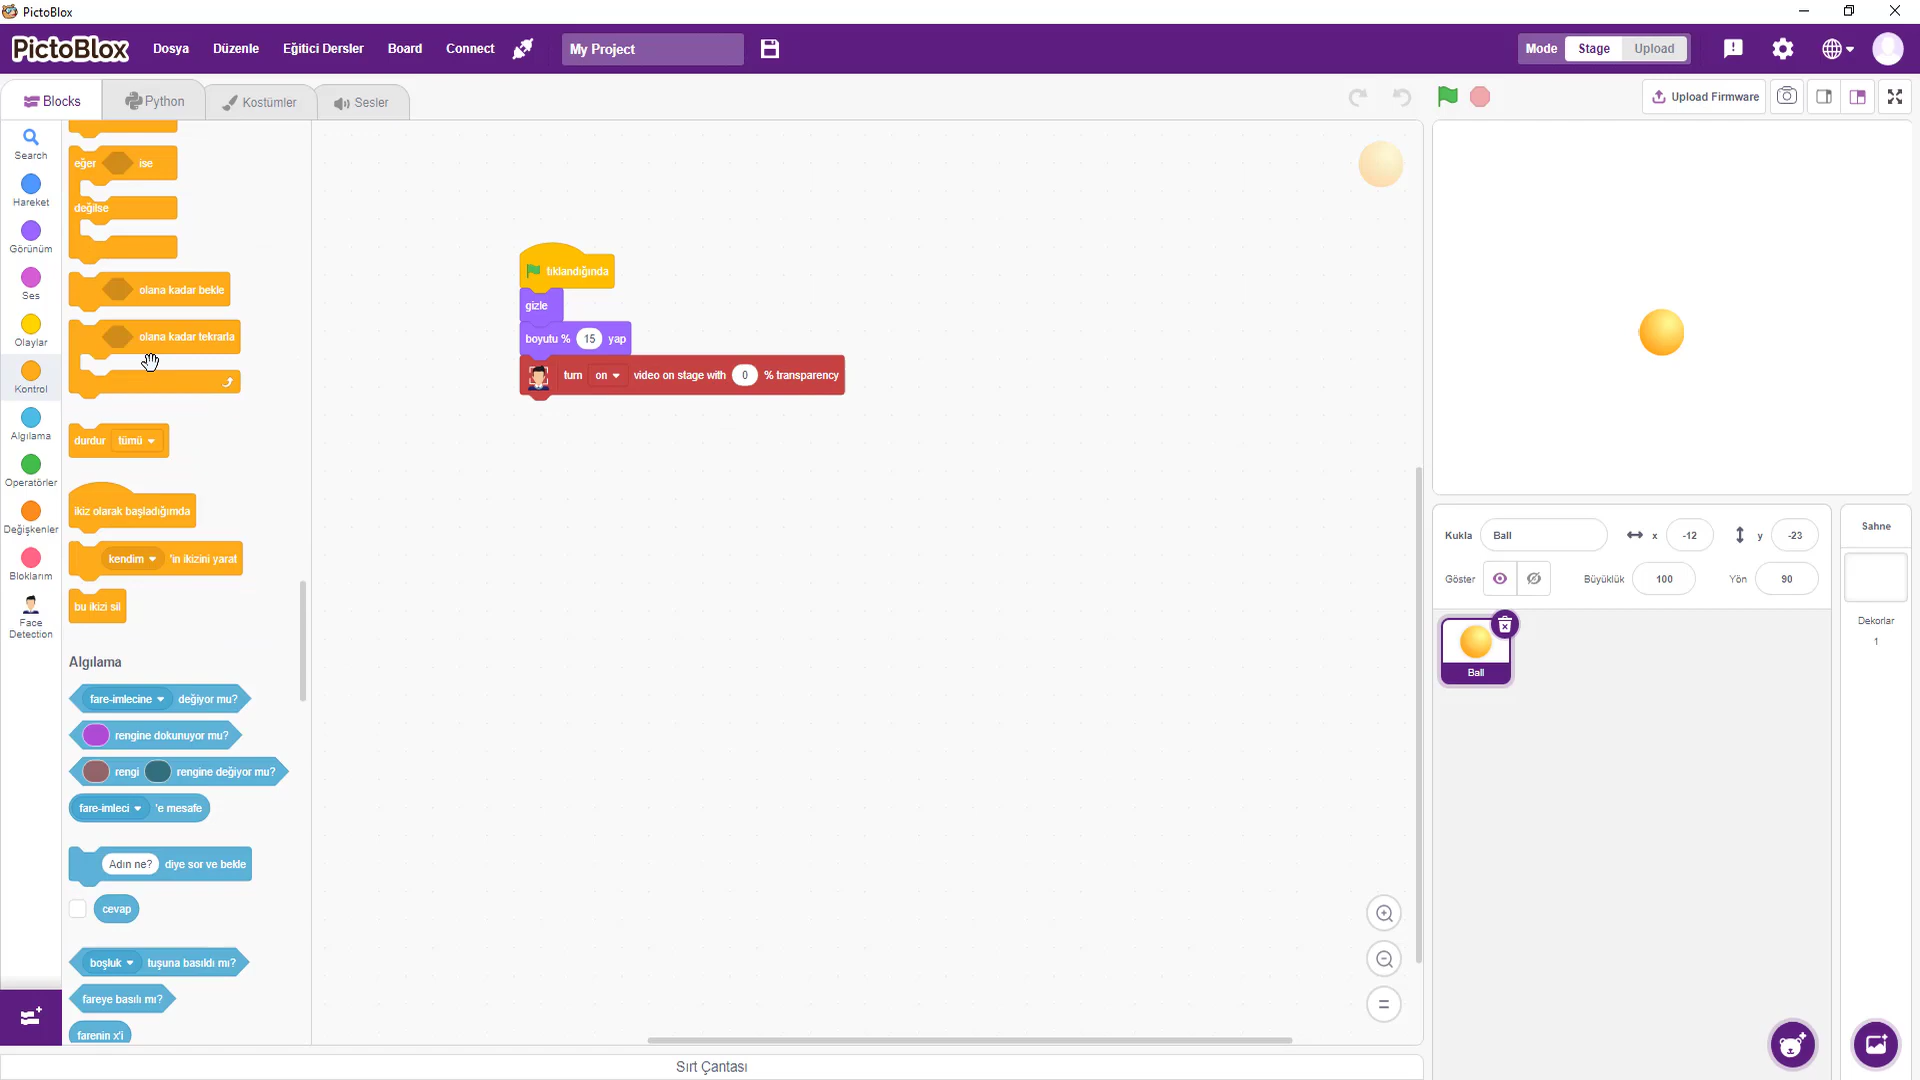 PictoBlox
PictoBlox Dosya Düzenle Eğitici Dersler Board Connect My Project Mode Stage Upload
Blocks Python Kostümler Sesler Upload Firmware
Search
Hareket
Görünüm
Ses
Olaylar
Kontrol
Algılama
Operatörler
Değişkenler
Bloklarım
Face
Detection
eğer ise
değilse
olana kadar bekle
olana kadar tekrarla
durdur tümü
ikiz olarak başladığımda
kendim 'in ikizini yarat
bu ikizi sil
Algılama
fare-imlecine değiyor mu?
rengine dokunuyor mu?
rengi rengine değiyor mu?
fare-imleci 'e mesafe
Adın ne? diye sor ve bekle
cevap
boşluk tuşuna basıldı mı?
fareye basılı mı?
farenin x'i
tıklandığında
gizle
boyutu % 15 yap
turn on video on stage with 0 % transparency
Kukla Ball x -12 y -23
Göster Büyüklük 100 Yön 90
Ball
Sahne
Dekorlar
1
Sırt Çantası